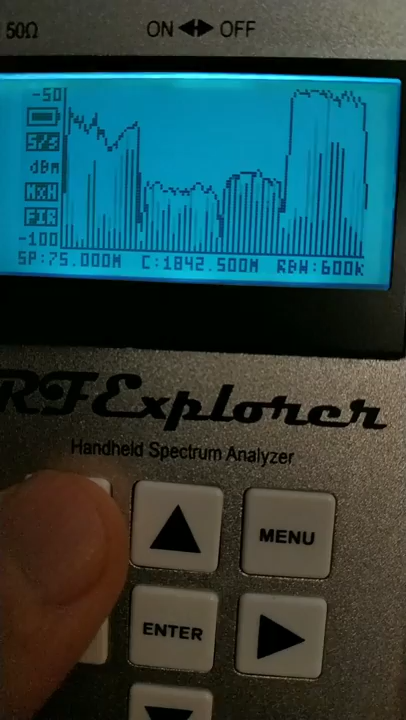 50Ω
ON OFF
-50
dBm
MxH
FIR
-100
SP:75.000M C:1842.500M RBW:600k
RFExplorer
Handheld Spectrum Analyzer
MENU
ENTER